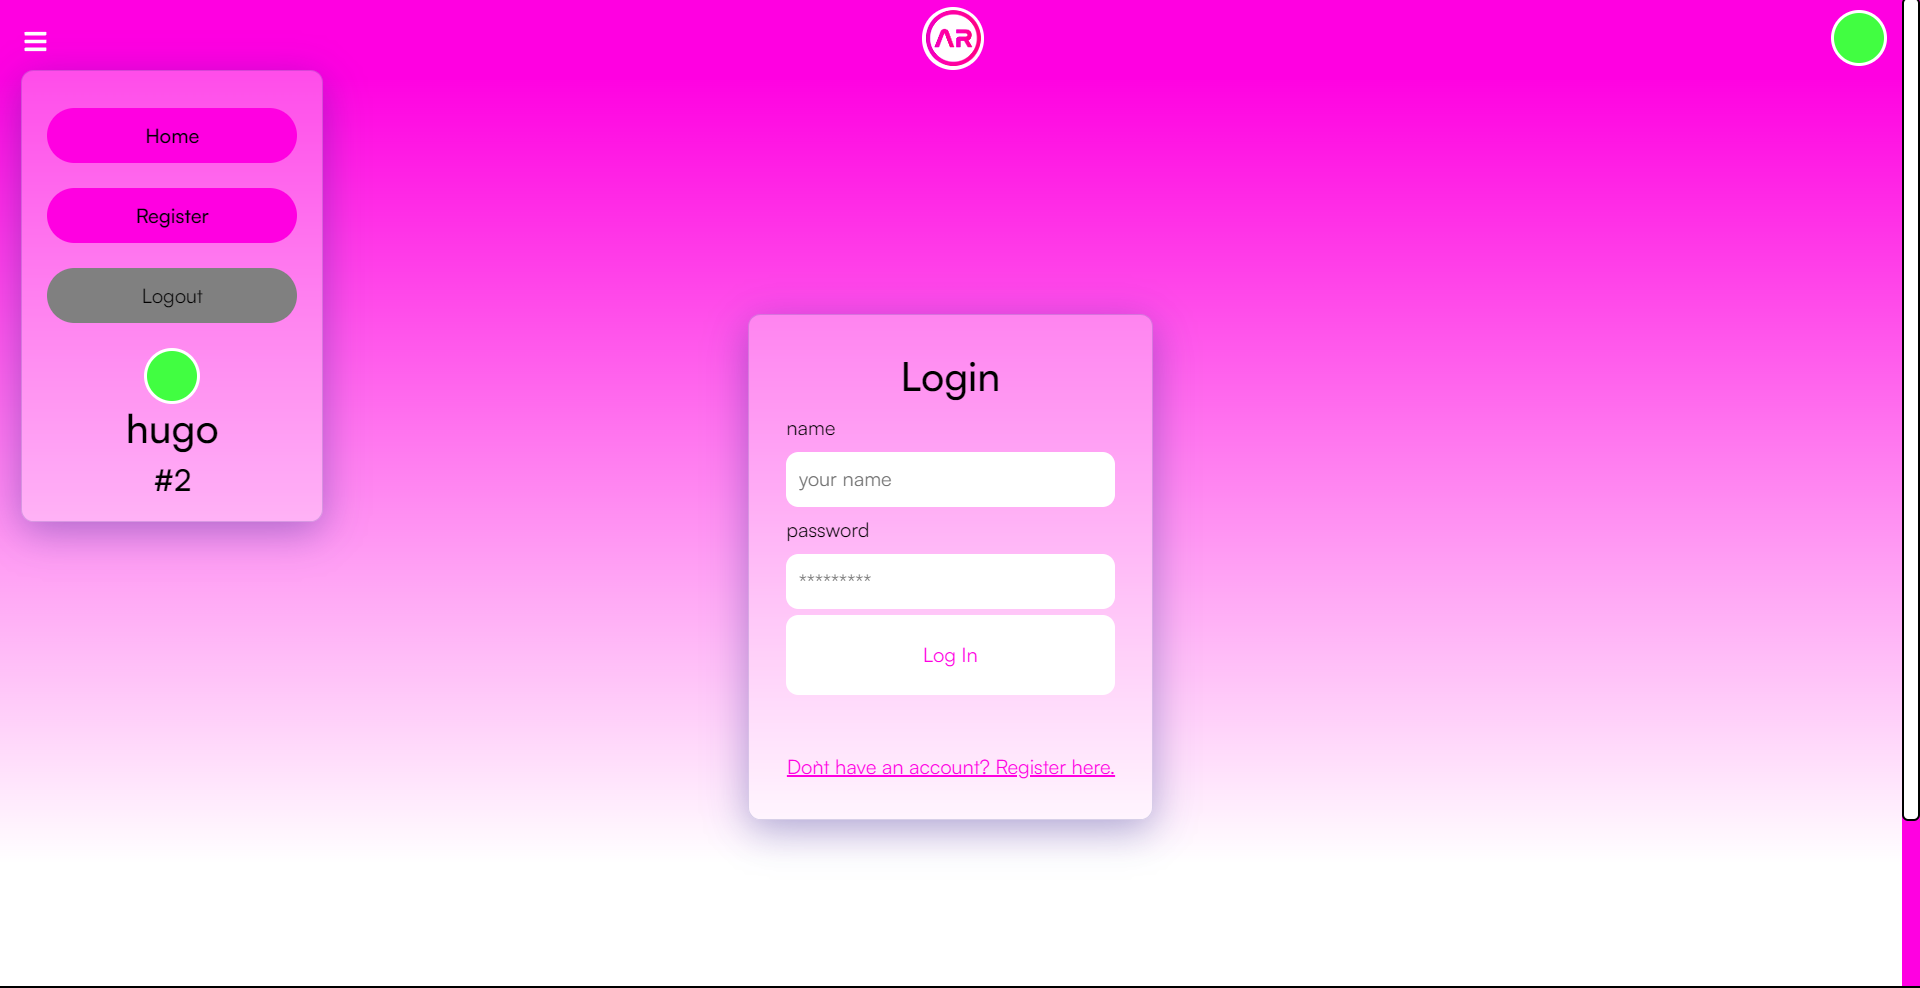 AR
Home
Register
Logout
hugo
#2
Login
name
your name
password
*********
Log In
Don`t have an account? Register here.